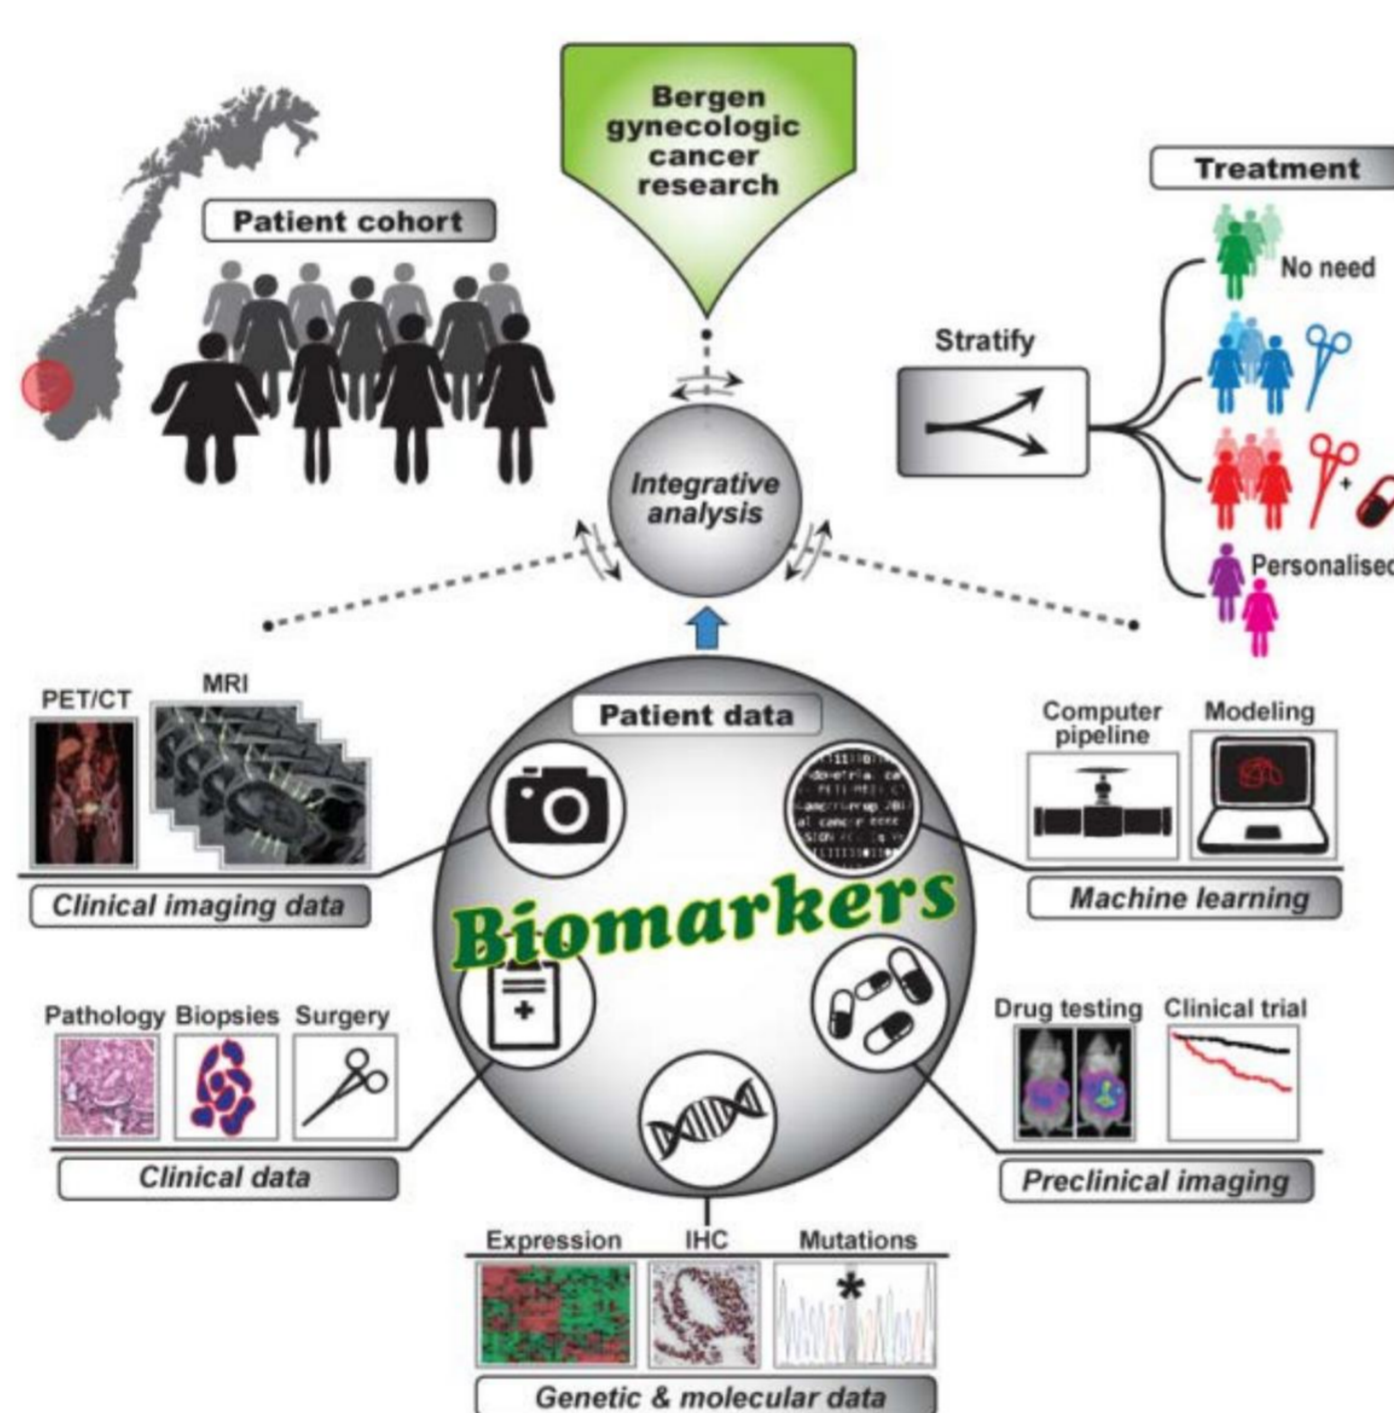 Bergen
gynecologic
cancer
research
Patient cohort
Treatment
No need
Stratify
+
Personalised
Integrative
analysis
PET/CT
MRI
Patient data
Computer
pipeline
Modeling
Clinical imaging data
Machine learning
Biomarkers
Pathology
Biopsies
Surgery
Drug testing
Clinical trial
Clinical data
Preclinical imaging
Expression
IHC
Mutations
*
Genetic & molecular data